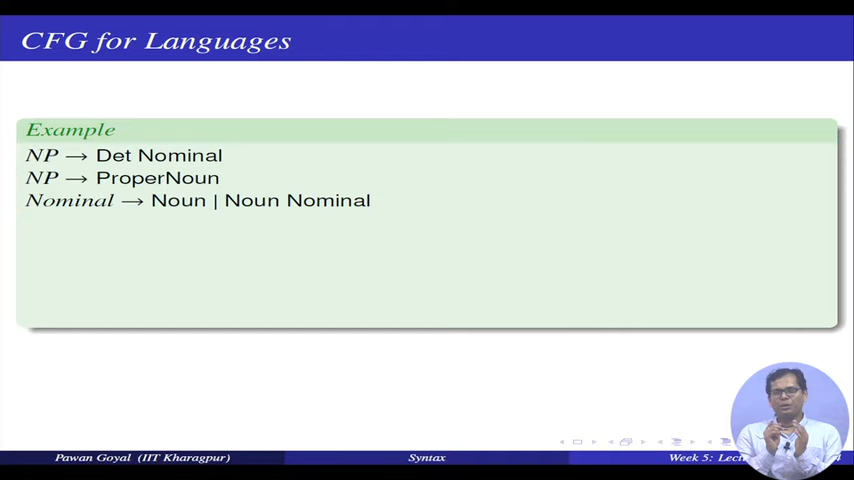 CFG for Languages
Example
NP → Det Nominal
NP → ProperNoun
Nominal → Noun | Noun Nominal
Pawan Goyal (IIT Kharagpur)
Syntax
Week 5: